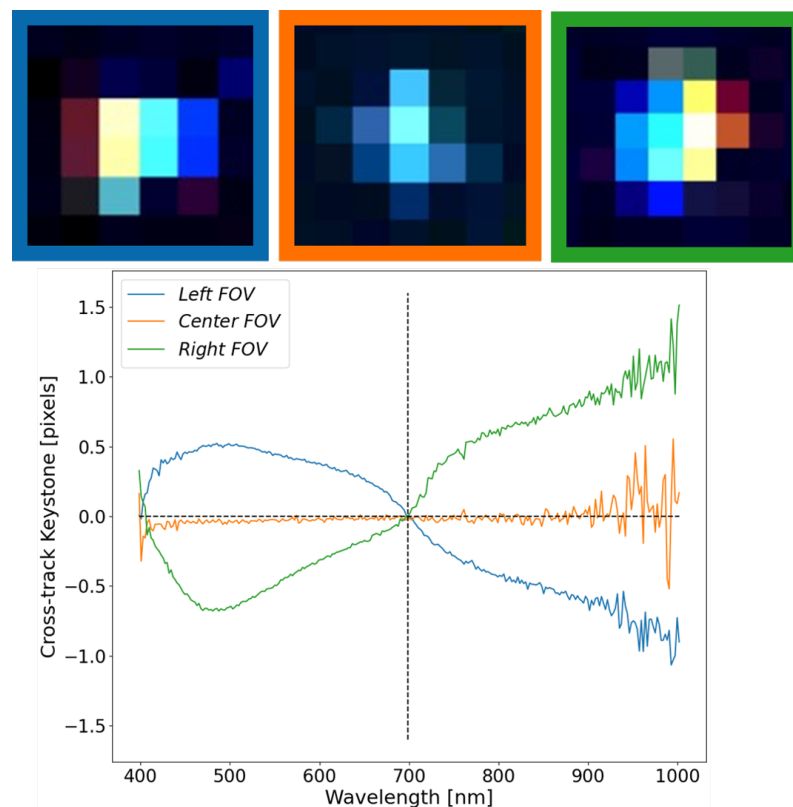 Left FOV
Center FOV
Right FOV
Cross-track Keystone [pixels]
1.5
1.0
0.5
0.0
−0.5
−1.0
−1.5
400 500 600 700 800 900 1000
Wavelength [nm]